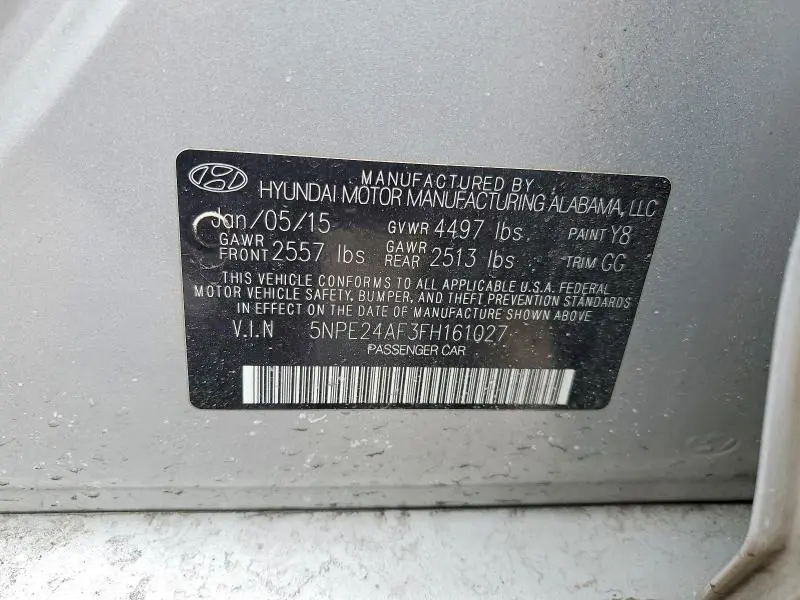 MANUFACTURED BY
HYUNDAI MOTOR MANUFACTURING ALABAMA, LLC
Jan/05/15 GVWR 4497 lbs PAINT Y8
GAWR FRONT 2557 lbs GAWR REAR 2513 lbs TRIM GG
THIS VEHICLE CONFORMS TO ALL APPLICABLE U.S.A. FEDERAL
MOTOR VEHICLE SAFETY, BUMPER, AND THEFT PREVENTION STANDARDS
IN EFFECT ON THE DATE OF MANUFACTURE SHOWN ABOVE
V.I.N 5NPE24AF3FH161027
PASSENGER CAR